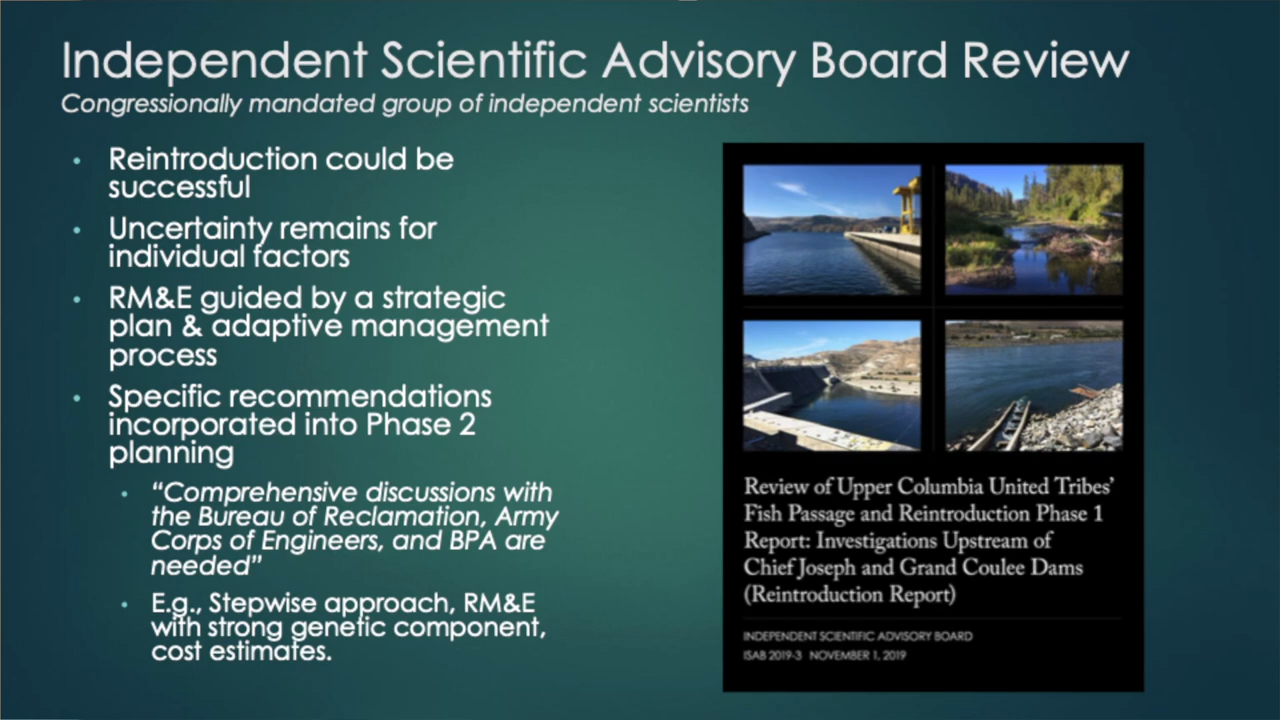 Independent Scientific Advisory Board Review
Congressionally mandated group of independent scientists
• Reintroduction could be
successful
• Uncertainty remains for
individual factors
• RM&E guided by a strategic
plan & adaptive management
process
• Specific recommendations
incorporated into Phase 2
planning
• “Comprehensive discussions with
the Bureau of Reclamation, Army
Corps of Engineers, and BPA are
needed”
• E.g., Stepwise approach, RM&E
with strong genetic component,
cost estimates.
Review of Upper Columbia United Tribes’
Fish Passage and Reintroduction Phase 1
Report: Investigations Upstream of
Chief Joseph and Grand Coulee Dams
(Reintroduction Report)
INDEPENDENT SCIENTIFIC ADVISORY BOARD
ISAB 2019-3 NOVEMBER 1, 2019